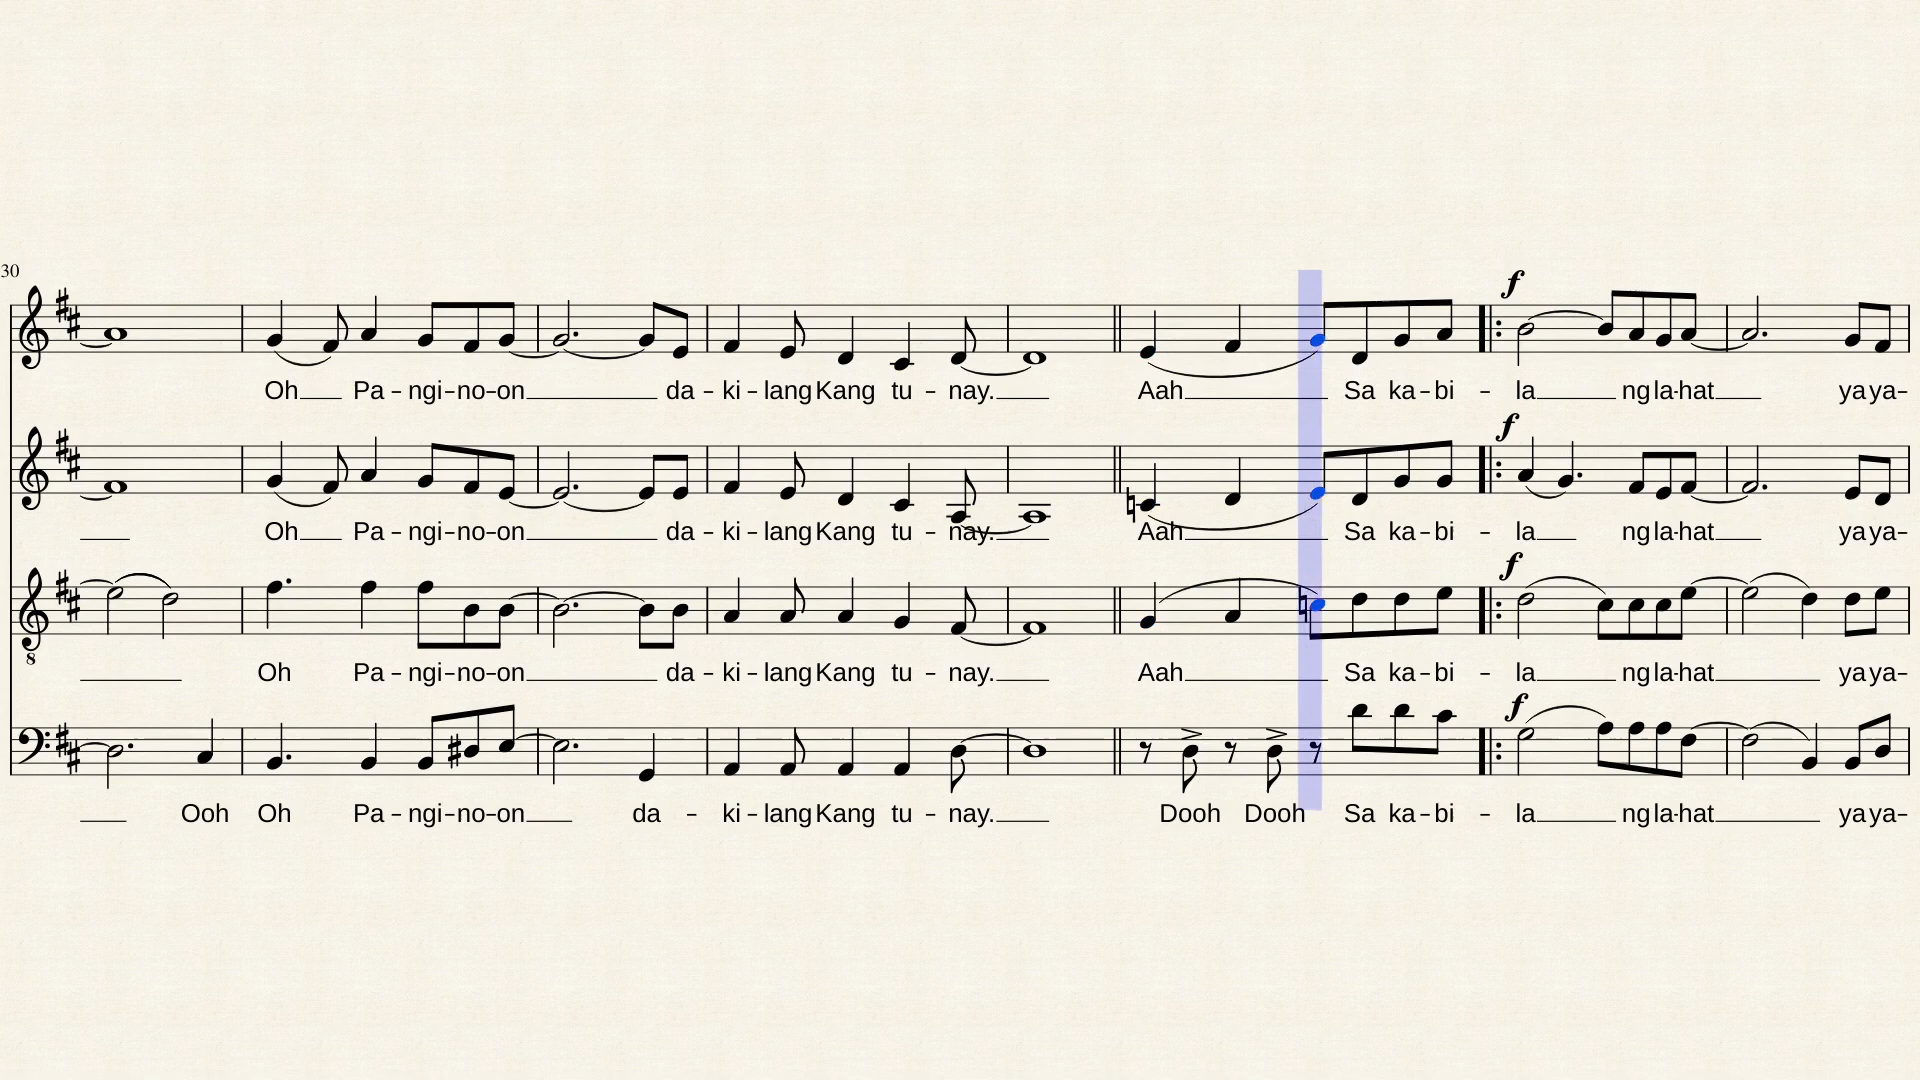 30
f
Oh Pa - ngi - no - on da - ki - lang Kang tu - nay. Aah Sa ka - bi - la ng la - hat ya ya -
f
Oh Pa - ngi - no - on da - ki - lang Kang tu - nay. Aah Sa ka - bi - la ng la - hat ya ya -
f
8
Oh Pa - ngi - no - on da - ki - lang Kang tu - nay. Aah Sa ka - bi - la ng la - hat ya ya -
f
Ooh Oh Pa - ngi - no - on da - ki - lang Kang tu - nay. Dooh Dooh Sa ka - bi - la ng la - hat ya ya -